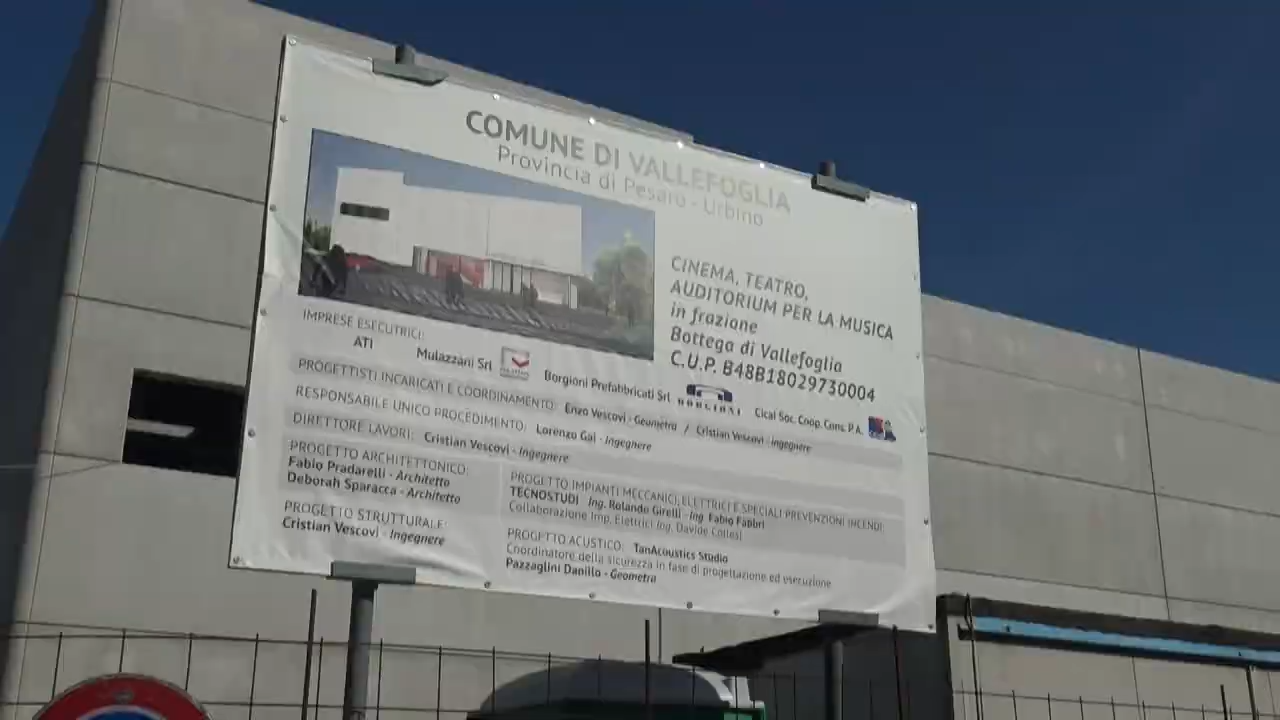 COMUNE DI VALLEFOGLIA
Provincia di Pesaro - Urbino
CINEMA, TEATRO,
AUDITORIUM PER LA MUSICA
in frazione
Bottega di Vallefoglia
C.U.P. B48B18029730004
IMPRESE ESECUTRICI:
ATI Mulazzani Srl Borgioni Prefabbricati Srl BORGIONI Cical Soc. Coop. Cons. P.A.
PROGETTISTI INCARICATI E COORDINAMENTO: Enzo Vescovi - Geometra / Cristian Vescovi - Ingegnere
RESPONSABILE UNICO PROCEDIMENTO: Lorenzo Gai - Ingegnere
DIRETTORE LAVORI: Cristian Vescovi - Ingegnere
PROGETTO ARCHITETTONICO:
Fabio Pradarelli - Architetto
Deborah Sparacca - Architetto
PROGETTO STRUTTURALE:
Cristian Vescovi - Ingegnere
PROGETTO IMPIANTI MECCANICI, ELETTRICI E SPECIALI PREVENZIONI INCENDI:
TECNOSTUDI Ing. Rolando Girelli - Ing. Fabio Fabbri
Collaborazione Imp. Elettrici Ing. Davide
PROGETTO ACUSTICO: TanAcoustics Studio
Coordinatore della sicurezza in fase di progettazione ed esecuzione
Pazzaglini Danilo - Geometra